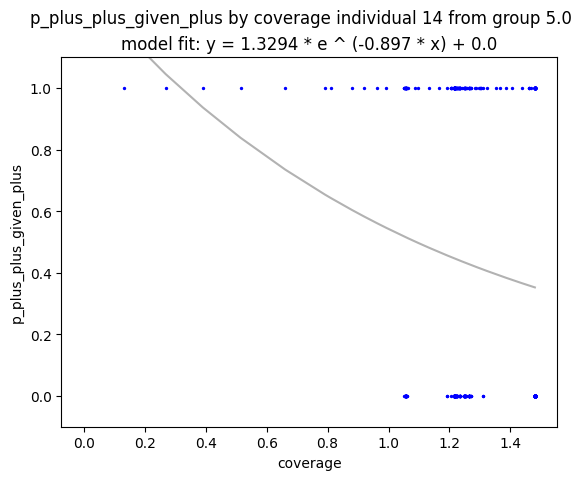 p_plus_plus_given_plus by coverage individual 14 from group 5.0
model fit: y = 1.3294 * e ^ (-0.897 * x) + 0.0
p_plus_plus_given_plus
1.0
0.8
0.6
0.4
0.2
0.0
0.0 0.2 0.4 0.6 0.8 1.0 1.2 1.4
coverage